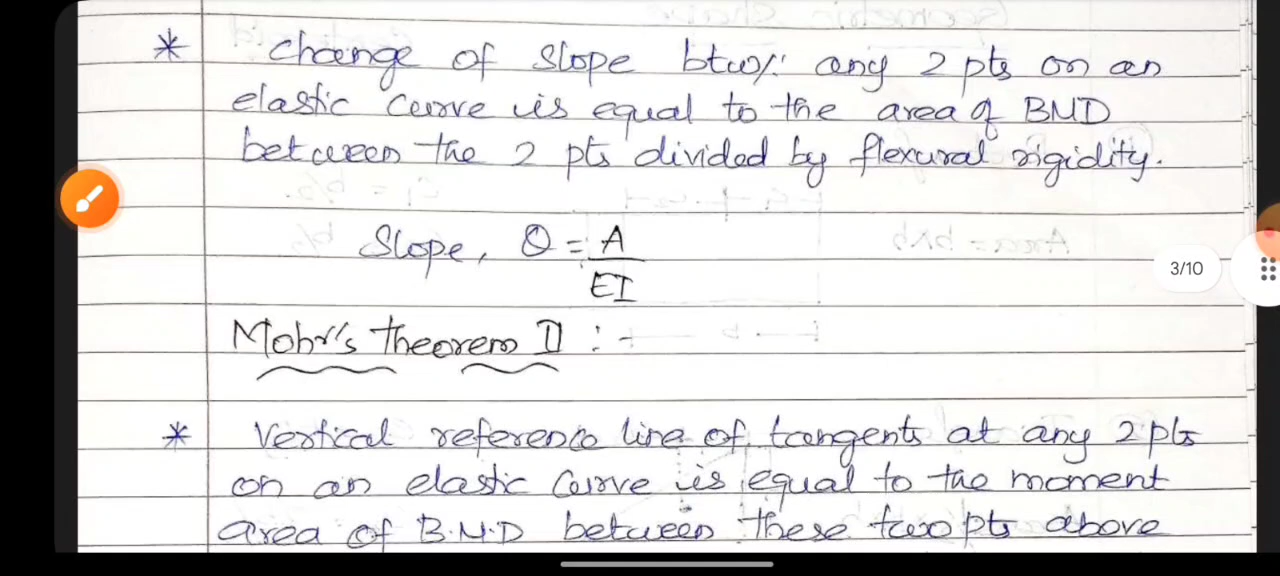 * Change of slope btw/: any 2 pts on an
elastic curve is equal to the area of BMD
between the 2 pts divided by flexural rigidity.
Slope, θ = A
EI
Mohr's theorem II :-
* Vertical reference line of tangents at any 2 pts
on an elastic curve is equal to the moment
area of B.M.D between these two pts above
3/10